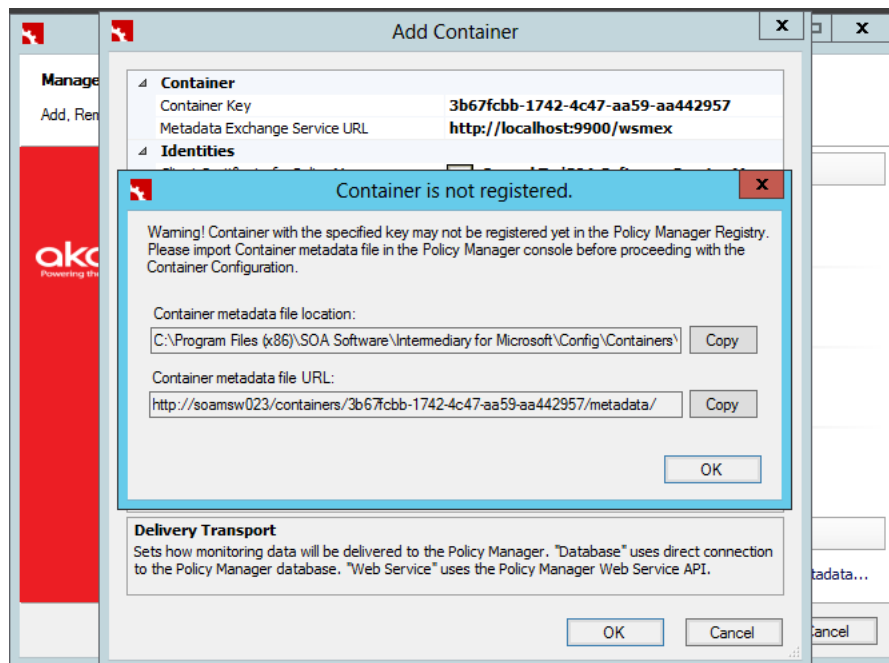 Add Container
x
x
Manage
Add, Ren
Container
Container Key 3b67fcbb-1742-4c47-aa59-aa442957
Metadata Exchange Service URL http://localhost:9900/wsmex
Identities
Container is not registered.
x
Warning! Container with the specified key may not be registered yet in the Policy Manager Registry.
Please import Container metadata file in the Policy Manager console before proceeding with the
Container Configuration.
akc
Powering th
Container metadata file location:
C:\Program Files (x86)\SOA Software\Intermediary for Microsoft\Config\Containers\ Copy
Container metadata file URL:
http://soamsw023/containers/3b67fcbb-1742-4c47-aa59-aa442957/metadata/ Copy
OK
Delivery Transport
Sets how monitoring data will be delivered to the Policy Manager. "Database" uses direct connection
to the Policy Manager database. "Web Service" uses the Policy Manager Web Service API.
tadata...
OK Cancel
Cancel